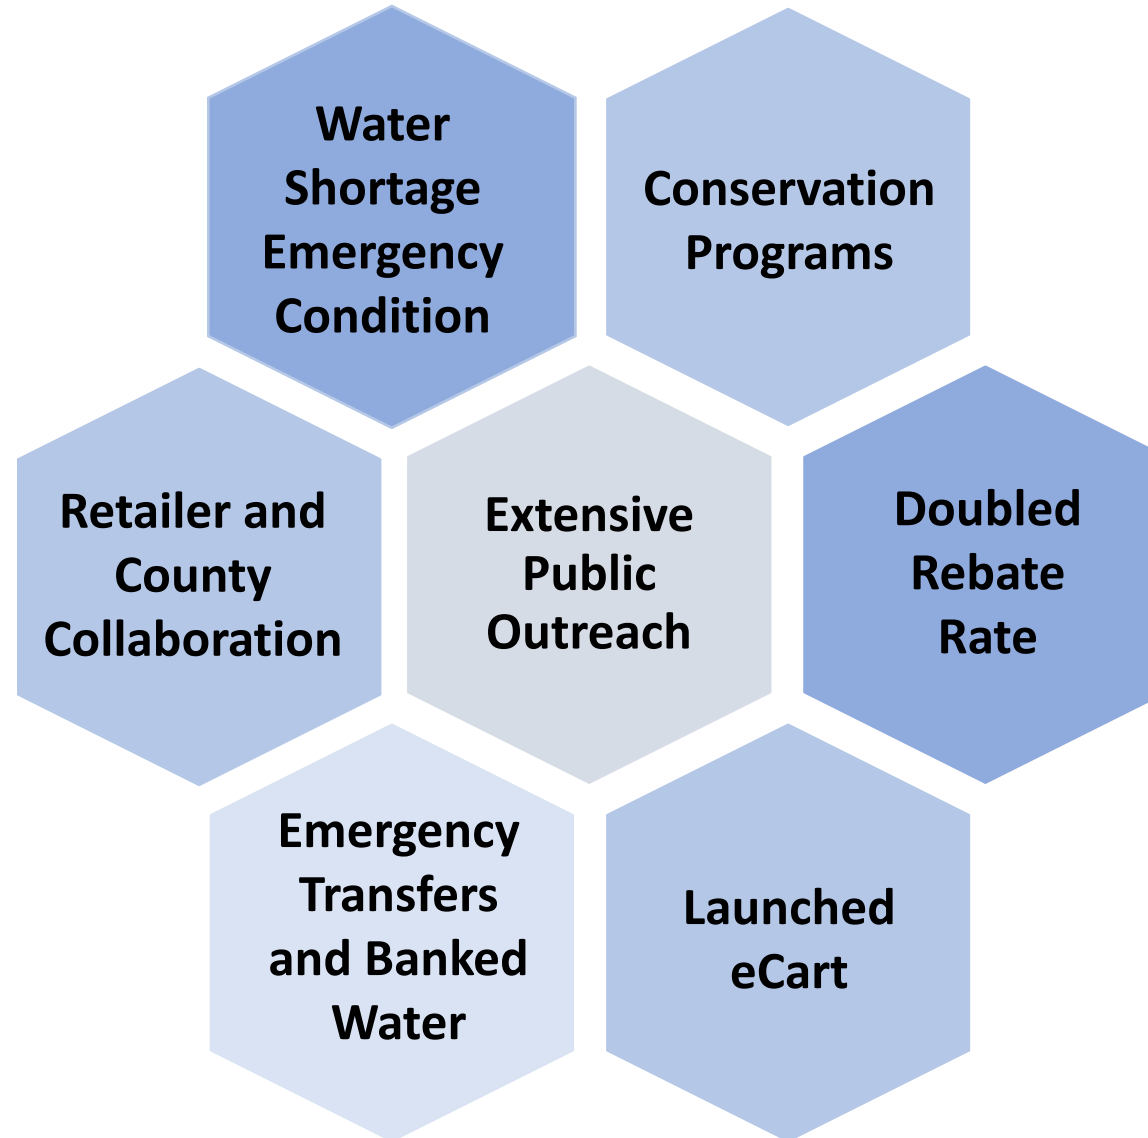 Water
Shortage
Emergency
Condition
Conservation
Programs
Retailer and
County
Collaboration
Extensive
Public
Outreach
Doubled
Rebate
Rate
Emergency
Transfers
and Banked
Water
Launched
eCart